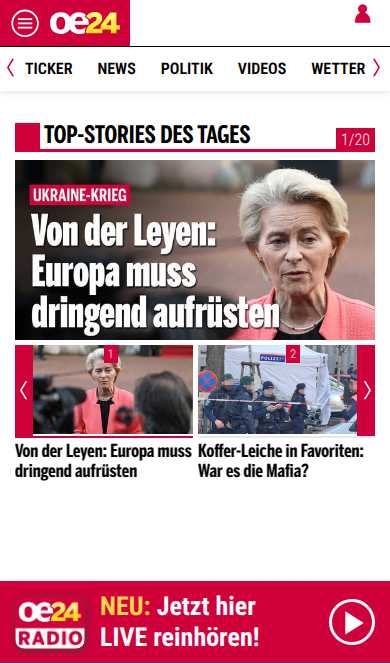 oe24
TICKER NEWS POLITIK VIDEOS WETTER
TOP-STORIES DES TAGES
1/20
UKRAINE-KRIEG
Von der Leyen:
Europa muss
dringend aufrüsten
1
2
POLIZEI
Von der Leyen: Europa muss
dringend aufrüsten
Koffer-Leiche in Favoriten:
War es die Mafia?
oe24
RADIO
NEU: Jetzt hier
LIVE reinhören!